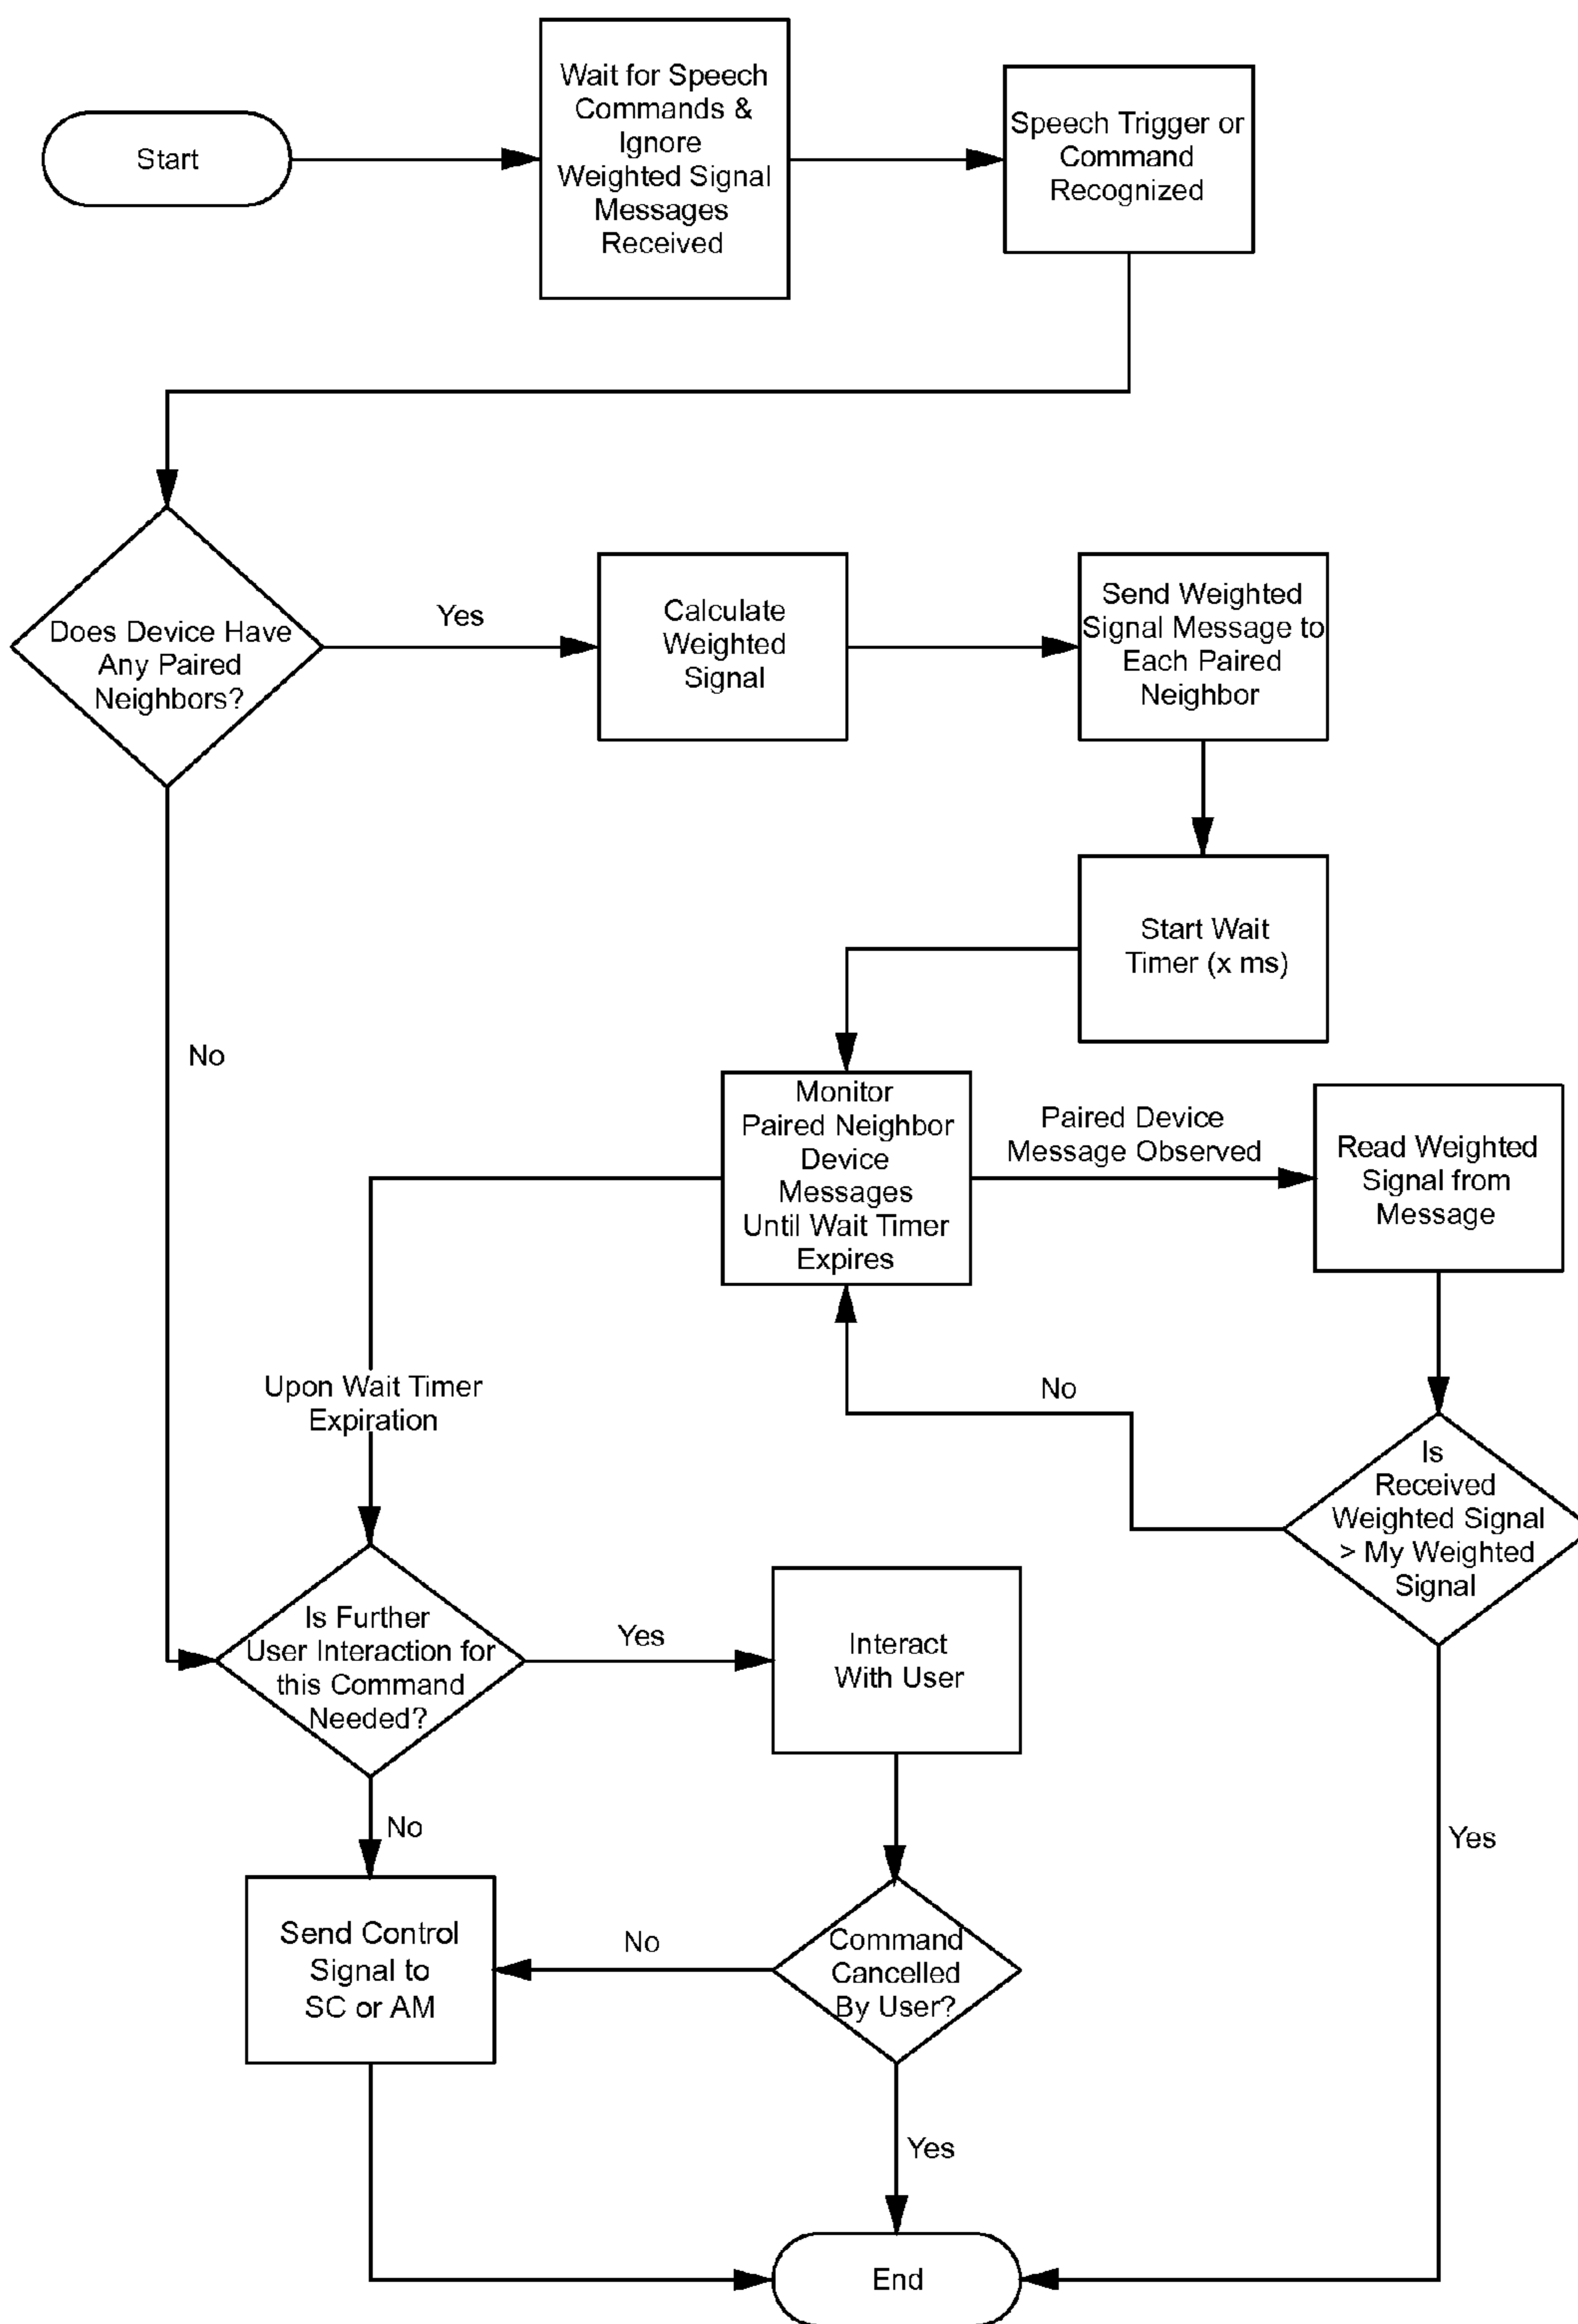 Start
Wait for Speech
Commands &
Ignore
Weighted Signal
Messages
Received
Speech Trigger or
Command
Recognized
Does Device Have
Any Paired
Neighbors?
Yes
Calculate
Weighted
Signal
Send Weighted
Signal Message to
Each Paired
Neighbor
Start Wait
Timer (x ms)
No
Monitor
Paired Neighbor
Device
Messages
Until Wait Timer
Expires
Paired Device
Message Observed
Read Weighted
Signal from
Message
Upon Wait Timer
Expiration
No
Is
Received
Weighted Signal
> My Weighted
Signal
Is Further
User Interaction for
this Command
Needed?
Yes
Interact
With User
No
Yes
Send Control
Signal to
SC or AM
No
Command
Cancelled
By User?
Yes
End